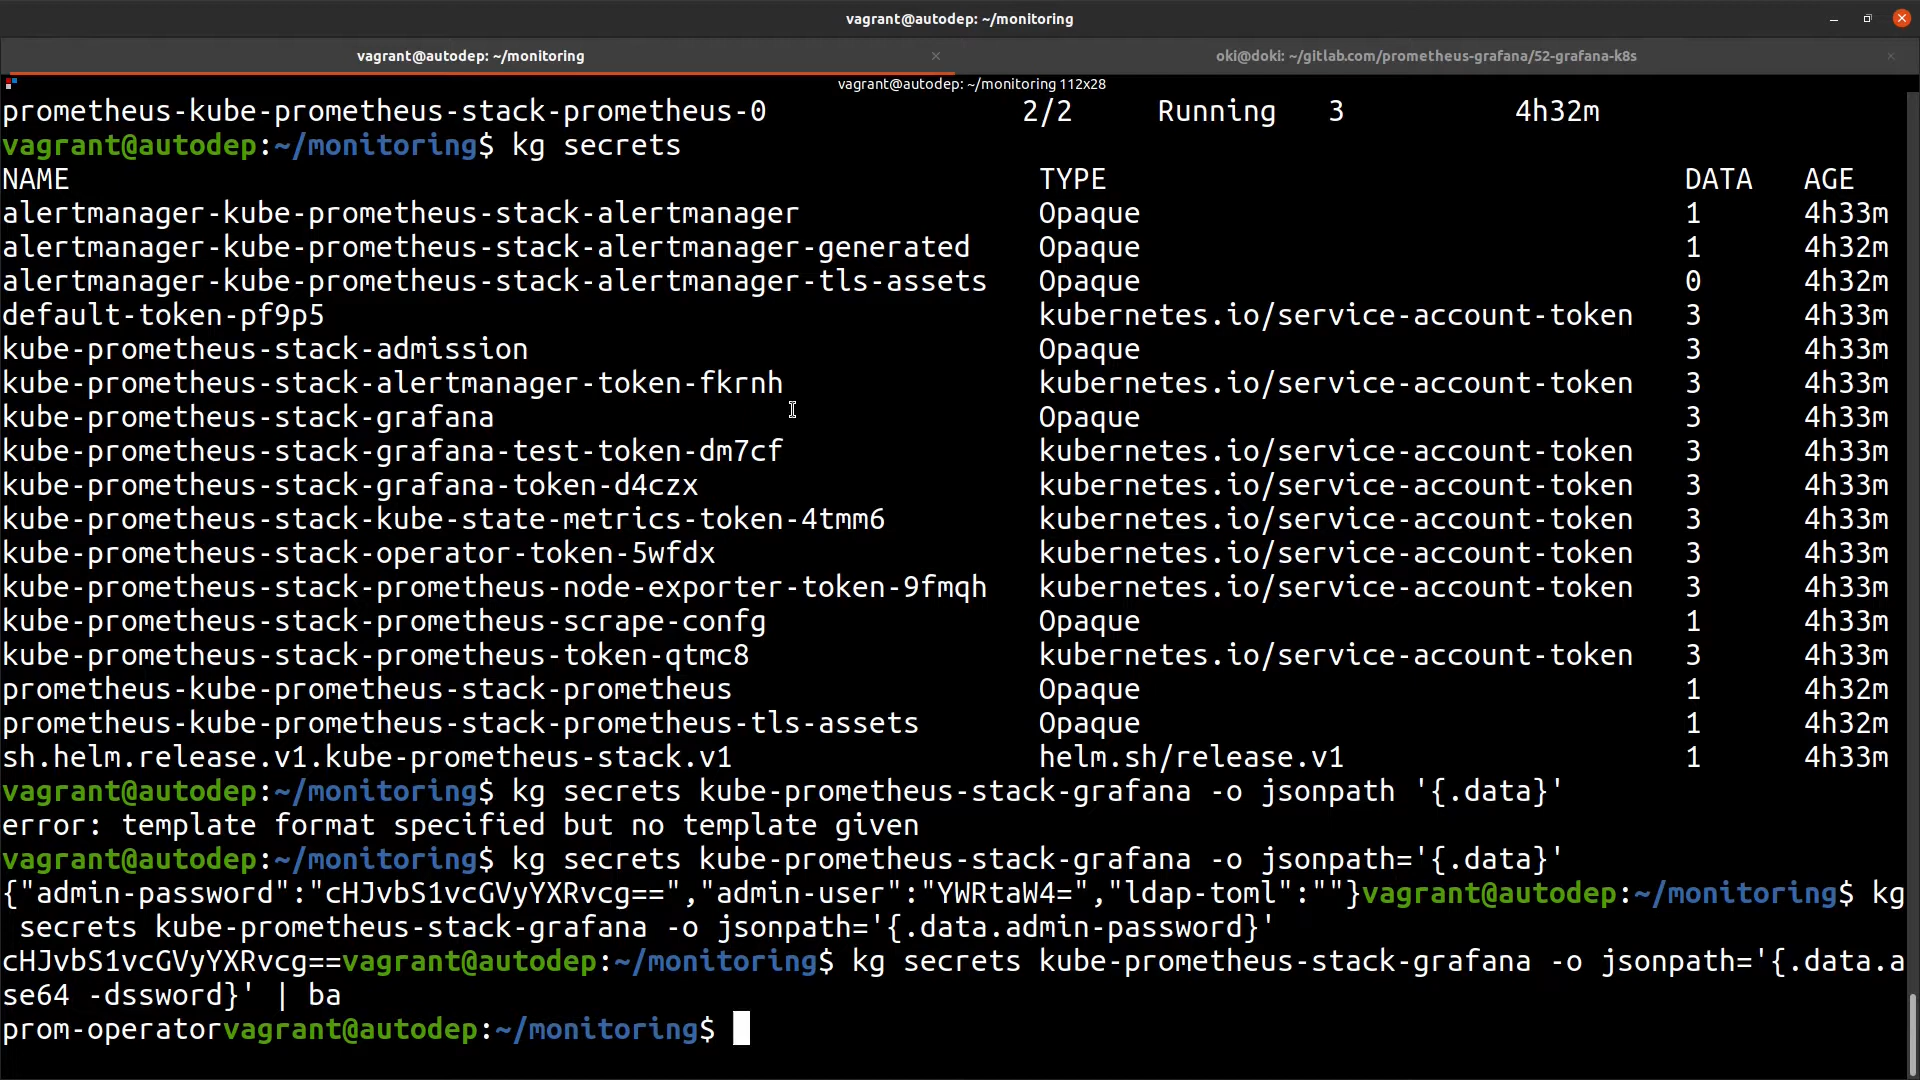 vagrant@autodep: ~/monitoring
vagrant@autodep: ~/monitoring
oki@doki: ~/gitlab.com/prometheus-grafana/52-grafana-k8s
vagrant@autodep: ~/monitoring 112x28
prometheus-kube-prometheus-stack-prometheus-0 2/2 Running 3 4h32m
vagrant@autodep:~/monitoring$ kg secrets
NAME TYPE DATA AGE
alertmanager-kube-prometheus-stack-alertmanager Opaque 1 4h33m
alertmanager-kube-prometheus-stack-alertmanager-generated Opaque 1 4h32m
alertmanager-kube-prometheus-stack-alertmanager-tls-assets Opaque 0 4h32m
default-token-pf9p5 kubernetes.io/service-account-token 3 4h33m
kube-prometheus-stack-admission Opaque 3 4h33m
kube-prometheus-stack-alertmanager-token-fkrnh kubernetes.io/service-account-token 3 4h33m
kube-prometheus-stack-grafana Opaque 3 4h33m
kube-prometheus-stack-grafana-test-token-dm7cf kubernetes.io/service-account-token 3 4h33m
kube-prometheus-stack-grafana-token-d4czx kubernetes.io/service-account-token 3 4h33m
kube-prometheus-stack-kube-state-metrics-token-4tmm6 kubernetes.io/service-account-token 3 4h33m
kube-prometheus-stack-operator-token-5wfdx kubernetes.io/service-account-token 3 4h33m
kube-prometheus-stack-prometheus-node-exporter-token-9fmqh kubernetes.io/service-account-token 3 4h33m
kube-prometheus-stack-prometheus-scrape-confg Opaque 1 4h33m
kube-prometheus-stack-prometheus-token-qtmc8 kubernetes.io/service-account-token 3 4h33m
prometheus-kube-prometheus-stack-prometheus Opaque 1 4h32m
prometheus-kube-prometheus-stack-prometheus-tls-assets Opaque 1 4h32m
sh.helm.release.v1.kube-prometheus-stack.v1 helm.sh/release.v1 1 4h33m
vagrant@autodep:~/monitoring$ kg secrets kube-prometheus-stack-grafana -o jsonpath '{.data}'
error: template format specified but no template given
vagrant@autodep:~/monitoring$ kg secrets kube-prometheus-stack-grafana -o jsonpath='{.data}'
{"admin-password":"cHJvbS1vcGVyYXRvcg==","admin-user":"YWRtaW4=","ldap-toml":""}vagrant@autodep:~/monitoring$ kg
secrets kube-prometheus-stack-grafana -o jsonpath='{.data.admin-password}'
cHJvbS1vcGVyYXRvcg==vagrant@autodep:~/monitoring$ kg secrets kube-prometheus-stack-grafana -o jsonpath='{.data.a
se64 -dssword}' | ba
prom-operatorvagrant@autodep:~/monitoring$